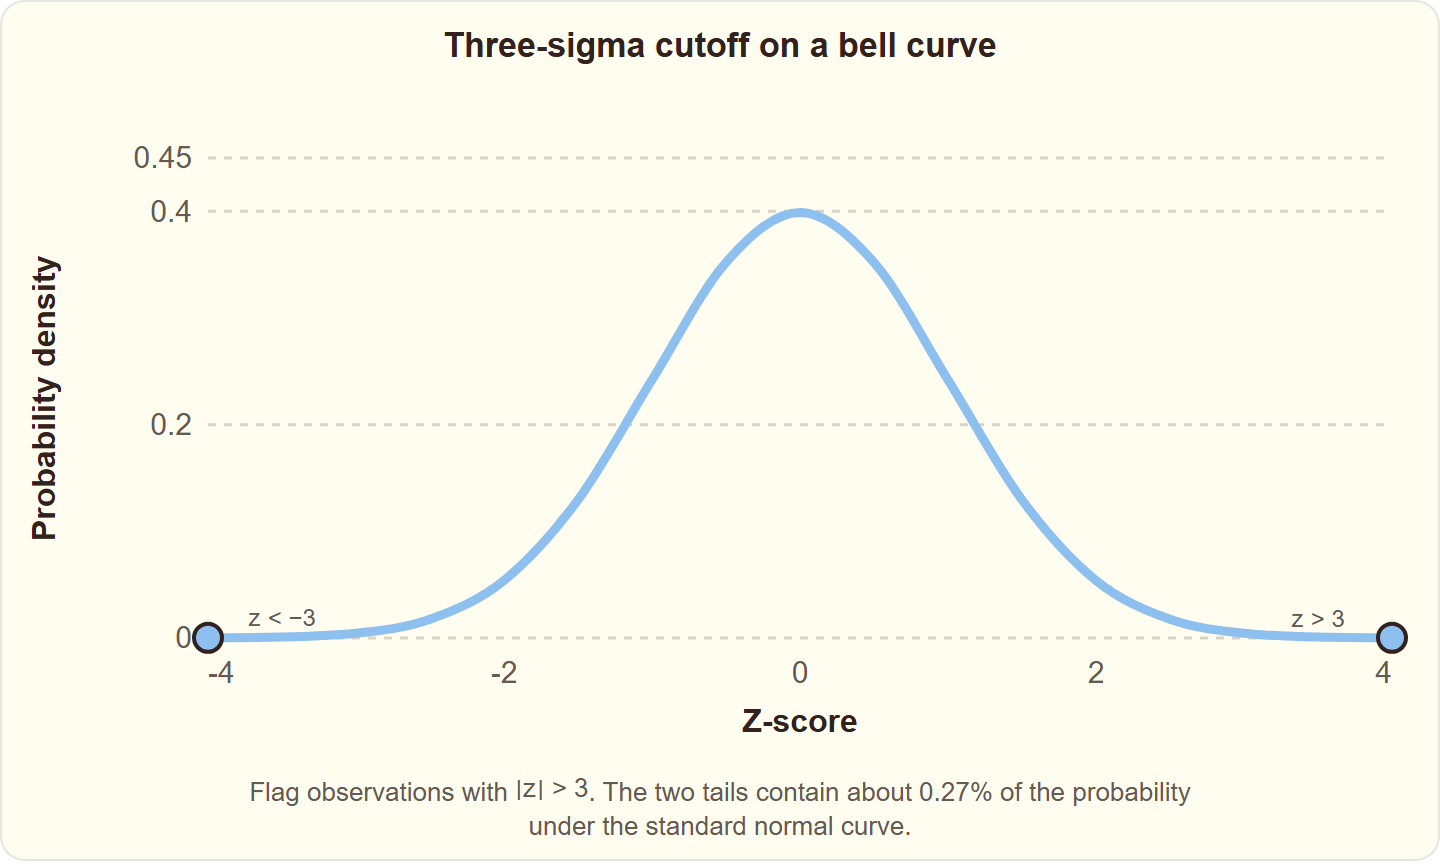 Three-sigma cutoff on a bell curve
0.45
0.4
0.2
0
Probability density
z < −3
z > 3
-4
-2
0
2
4
Z-score
Flag observations with |z| > 3. The two tails contain about 0.27% of the probability
under the standard normal curve.